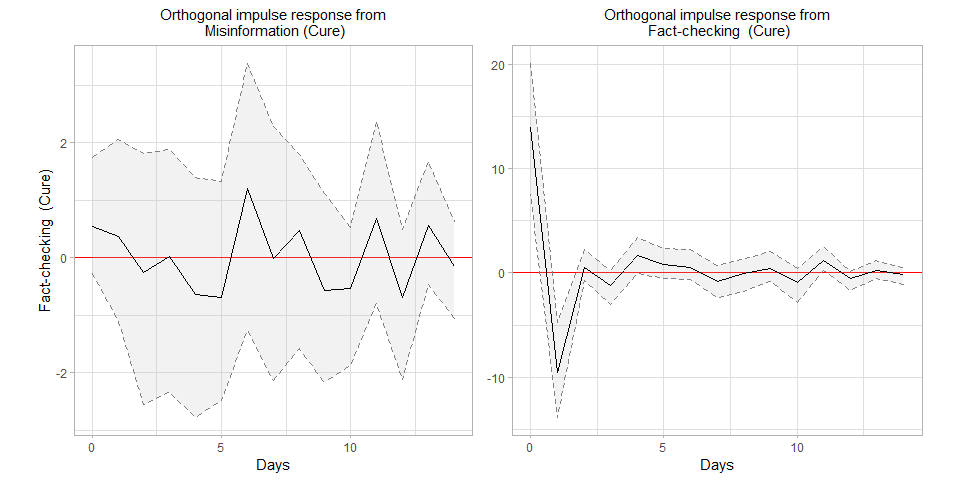 Orthogonal impulse response from
Misinformation (Cure)
Fact-checking (Cure)
2
0
-2
0
5
10
Days
Orthogonal impulse response from
Fact-checking (Cure)
20
10
0
-10
0
5
10
Days